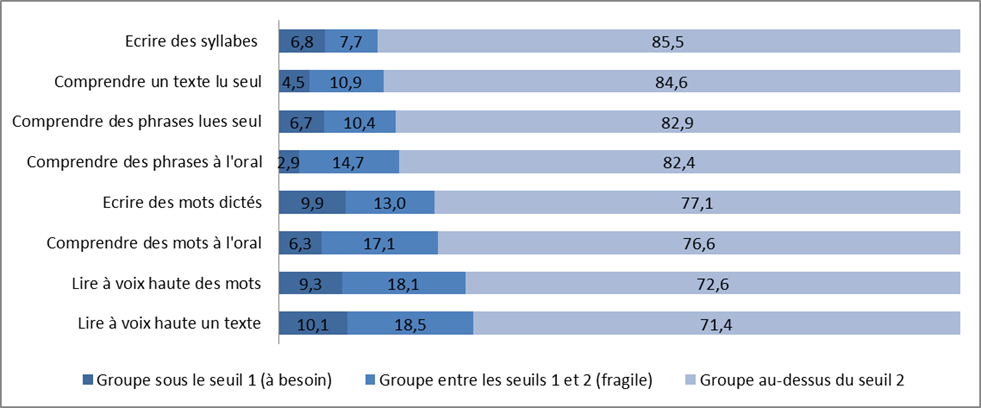 Ecrire des syllabes 6,8 7,7 85,5
Comprendre un texte lu seul 4,5 10,9 84,6
Comprendre des phrases lues seul 6,7 10,4 82,9
Comprendre des phrases à l'oral 2,9 14,7 82,4
Ecrire des mots dictés 9,9 13,0 77,1
Comprendre des mots à l'oral 6,3 17,1 76,6
Lire à voix haute des mots 9,3 18,1 72,6
Lire à voix haute un texte 10,1 18,5 71,4
Groupe sous le seuil 1 (à besoin) Groupe entre les seuils 1 et 2 (fragile) Groupe au-dessus du seuil 2